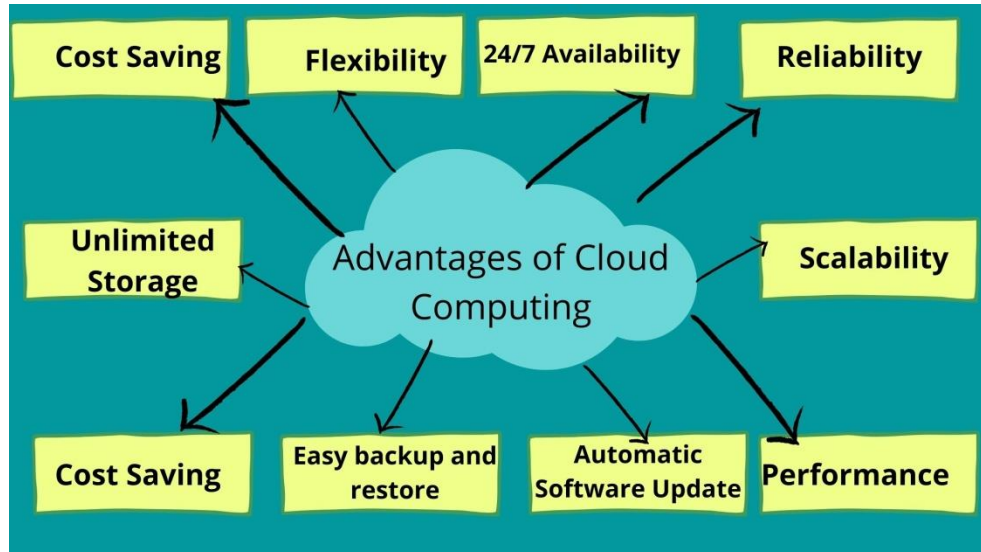 Cost Saving
Flexibility
24/7 Availability
Reliability
Unlimited
Storage
Advantages of Cloud
Computing
Scalability
Cost Saving
Easy backup and
restore
Automatic
Software Update
Performance